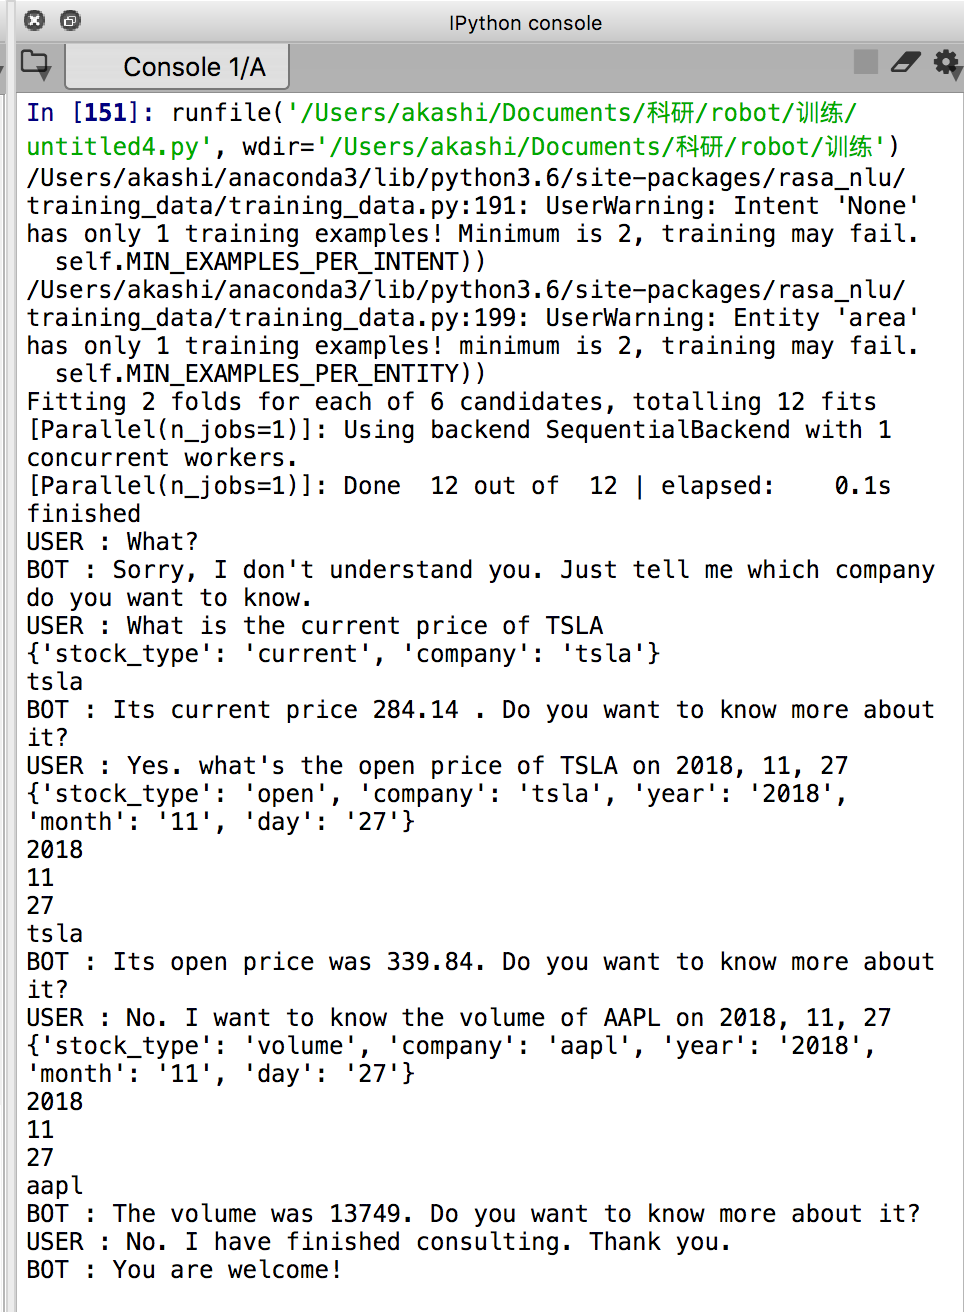 IPython console
Console 1/A
In [151]: runfile('/Users/akashi/Documents/科研/robot/训练/
untitled4.py', wdir='/Users/akashi/Documents/科研/robot/训练')
/Users/akashi/anaconda3/lib/python3.6/site-packages/rasa_nlu/
training_data/training_data.py:191: UserWarning: Intent 'None'
has only 1 training examples! Minimum is 2, training may fail.
  self.MIN_EXAMPLES_PER_INTENT))
/Users/akashi/anaconda3/lib/python3.6/site-packages/rasa_nlu/
training_data/training_data.py:199: UserWarning: Entity 'area'
has only 1 training examples! minimum is 2, training may fail.
  self.MIN_EXAMPLES_PER_ENTITY))
Fitting 2 folds for each of 6 candidates, totalling 12 fits
[Parallel(n_jobs=1)]: Using backend SequentialBackend with 1
concurrent workers.
[Parallel(n_jobs=1)]: Done  12 out of  12 | elapsed:    0.1s
finished
USER : What?
BOT : Sorry, I don't understand you. Just tell me which company
do you want to know.
USER : What is the current price of TSLA
{'stock_type': 'current', 'company': 'tsla'}
tsla
BOT : Its current price 284.14 . Do you want to know more about
it?
USER : Yes. what's the open price of TSLA on 2018, 11, 27
{'stock_type': 'open', 'company': 'tsla', 'year': '2018',
'month': '11', 'day': '27'}
2018
11
27
tsla
BOT : Its open price was 339.84. Do you want to know more about
it?
USER : No. I want to know the volume of AAPL on 2018, 11, 27
{'stock_type': 'volume', 'company': 'aapl', 'year': '2018',
'month': '11', 'day': '27'}
2018
11
27
aapl
BOT : The volume was 13749. Do you want to know more about it?
USER : No. I have finished consulting. Thank you.
BOT : You are welcome!